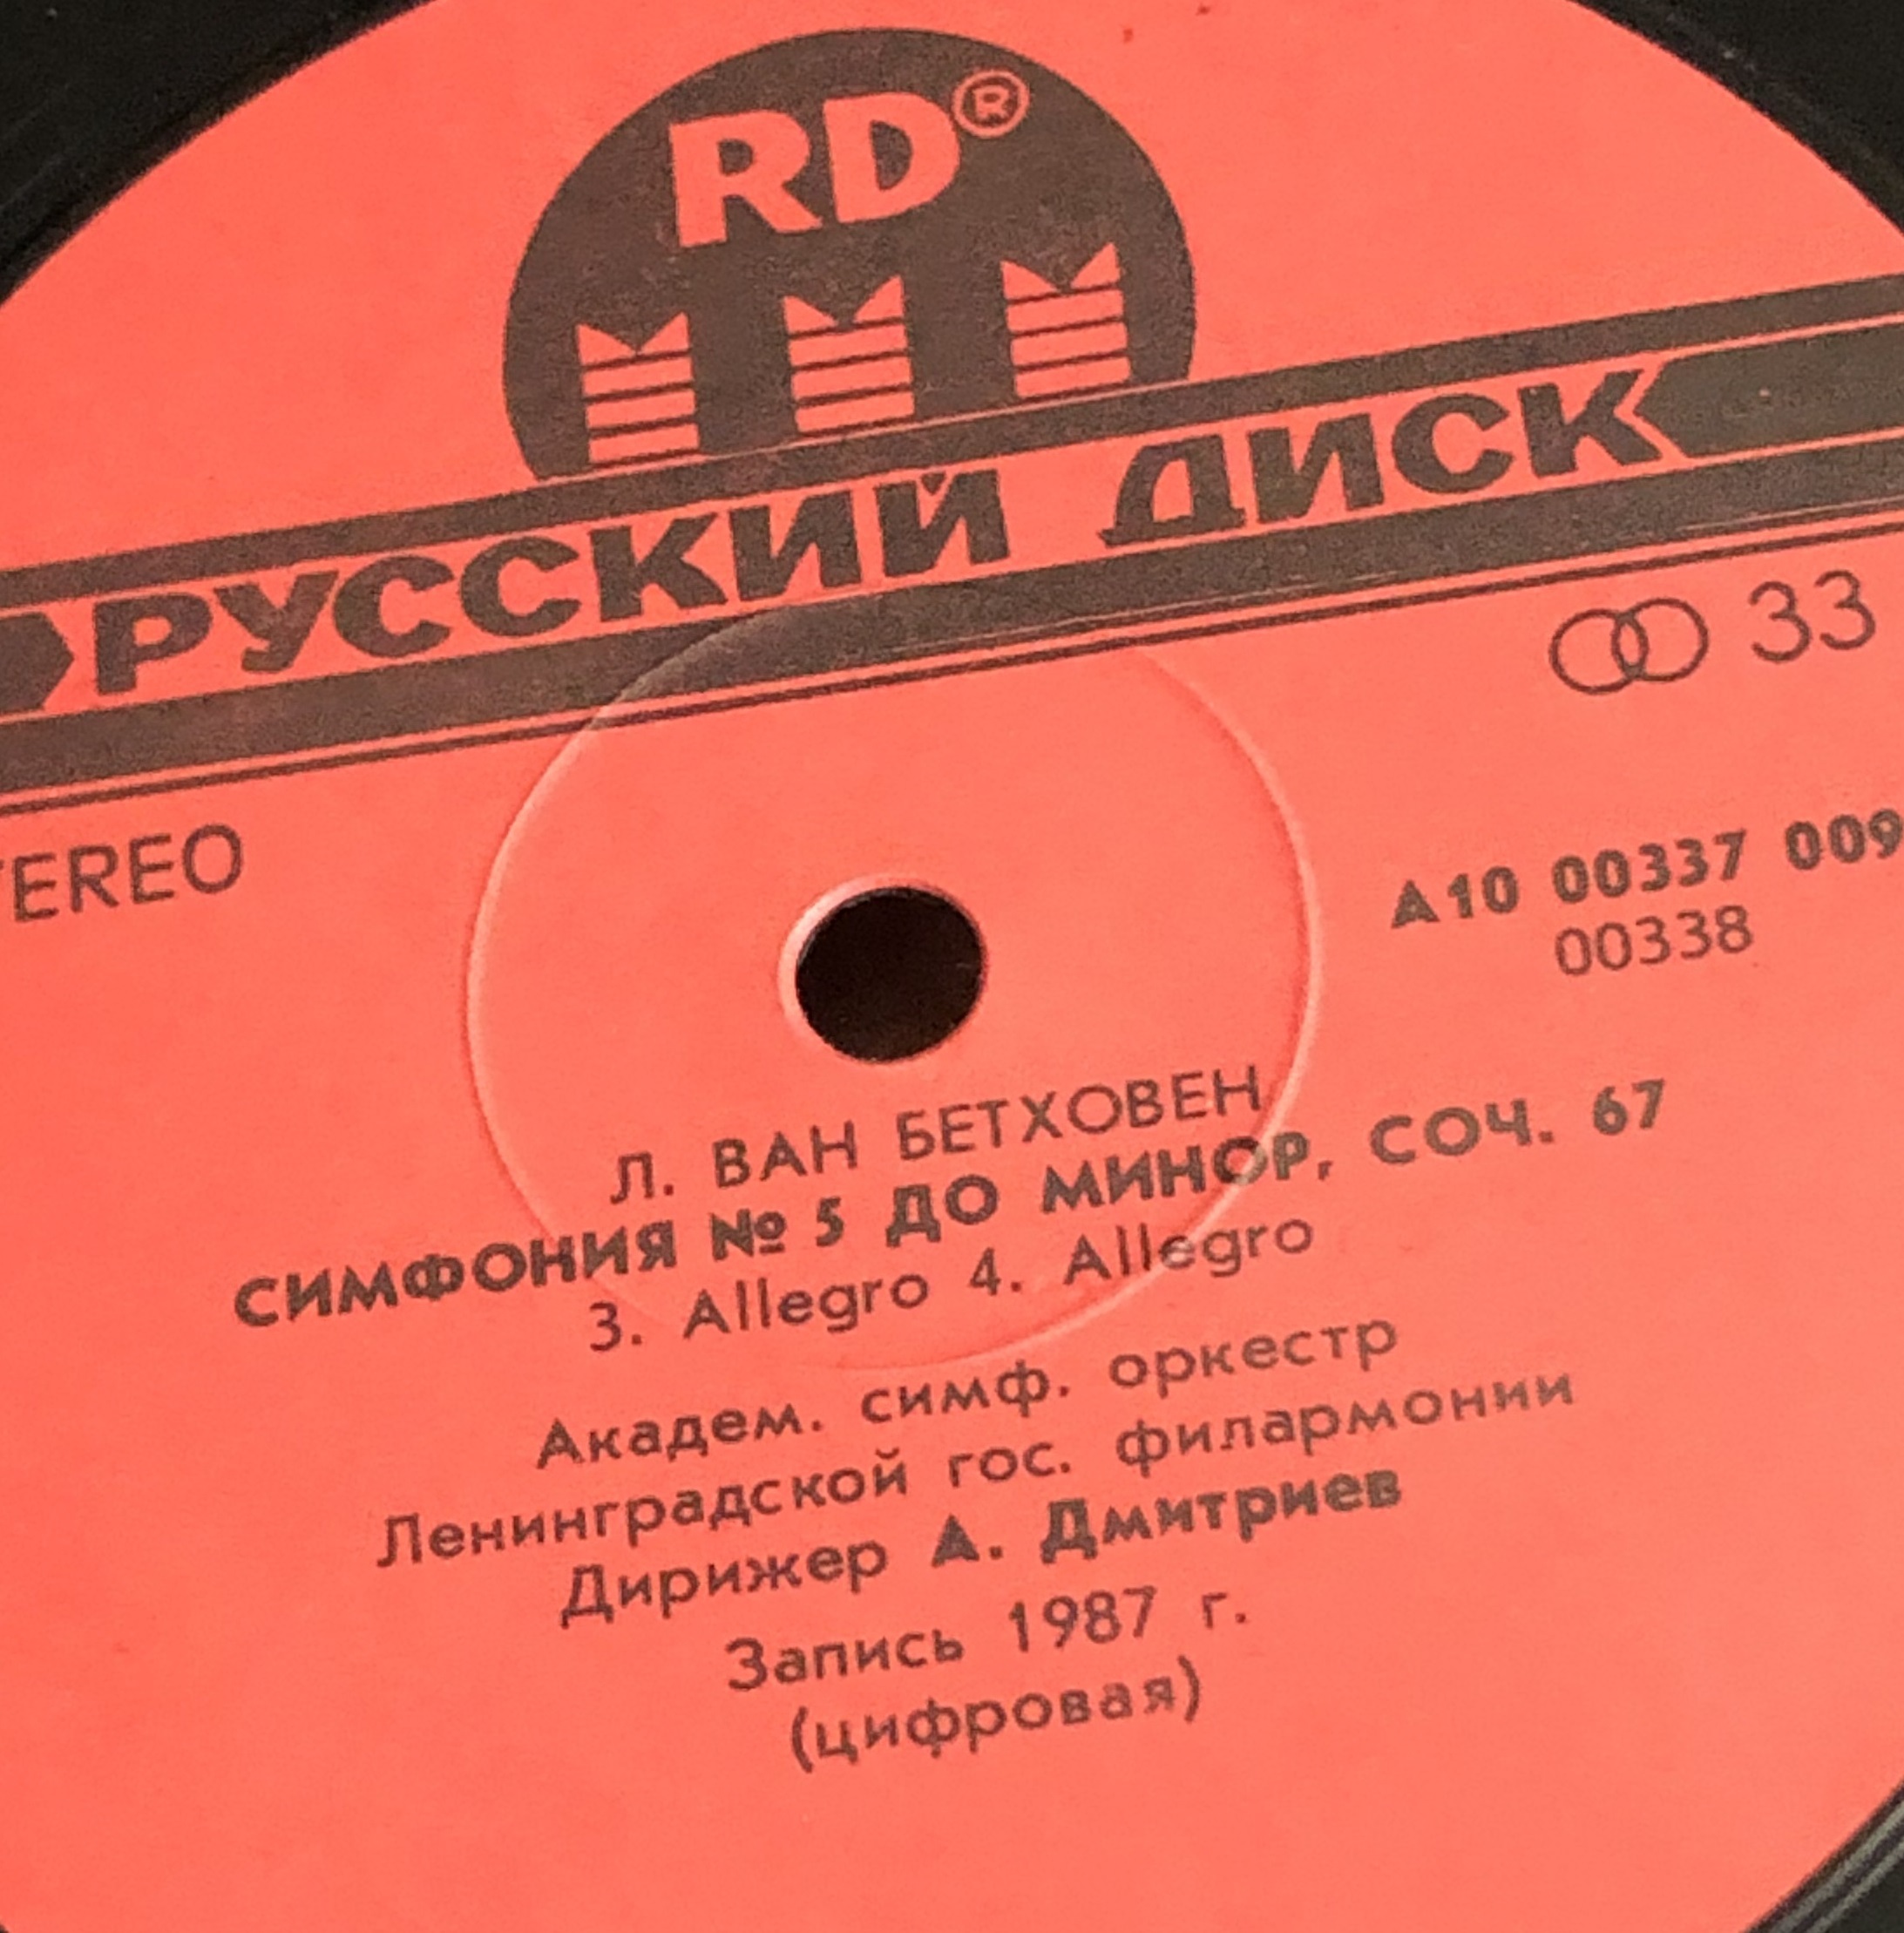 RD®
РУССКИЙ ДИСК
33
TEREO
А10 00337 009
00338
Л. ВАН БЕТХОВЕН
СИМФОНИЯ № 5 ДО МИНОР, СОЧ. 67
3. Allegro 4. Allegro
Академ. симф. оркестр
Ленинградской гос. филармонии
Дирижер А. Дмитриев
Запись 1987 г.
(цифровая)